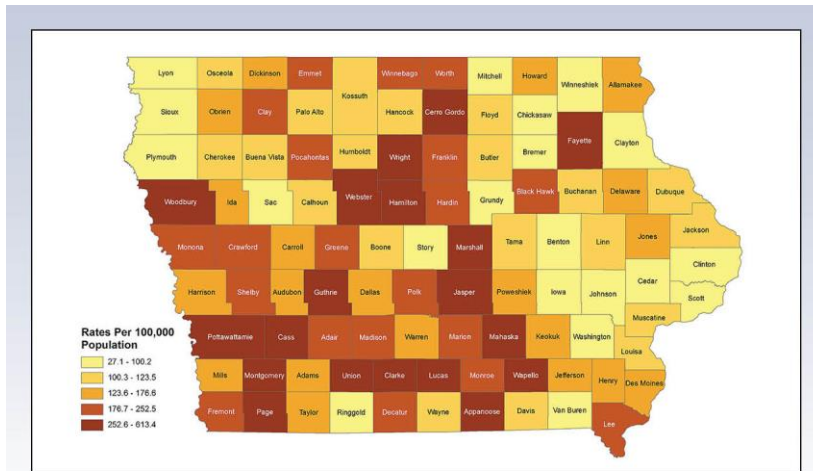 Lyon
Osceola
Dickinson
Emmet
Winnebago
Worth
Mitchell
Howard
Winneshiek
Allamakee
Sioux
Obrien
Clay
Palo Alto
Kossuth
Hancock
Cerro Gordo
Floyd
Chickasaw
Fayette
Clayton
Plymouth
Cherokee
Buena Vista
Pocahontas
Humboldt
Wright
Franklin
Butler
Bremer
Woodbury
Ida
Sac
Calhoun
Webster
Hamilton
Hardin
Grundy
Black Hawk
Buchanan
Delaware
Dubuque
Monona
Crawford
Carroll
Greene
Boone
Story
Marshall
Tama
Benton
Linn
Jones
Jackson
Clinton
Harrison
Shelby
Audubon
Guthrie
Dallas
Polk
Jasper
Poweshiek
Iowa
Johnson
Cedar
Scott
Muscatine
Pottawattamie
Cass
Adair
Madison
Warren
Marion
Mahaska
Keokuk
Washington
Louisa
Mills
Montgomery
Adams
Union
Clarke
Lucas
Monroe
Wapello
Jefferson
Henry
Des Moines
Fremont
Page
Taylor
Ringgold
Decatur
Wayne
Appanoose
Davis
Van Buren
Lee
Rates Per 100,000
Population
27.1 - 100.2
100.3 - 123.5
123.6 - 176.6
176.7 - 252.5
252.6 - 613.4